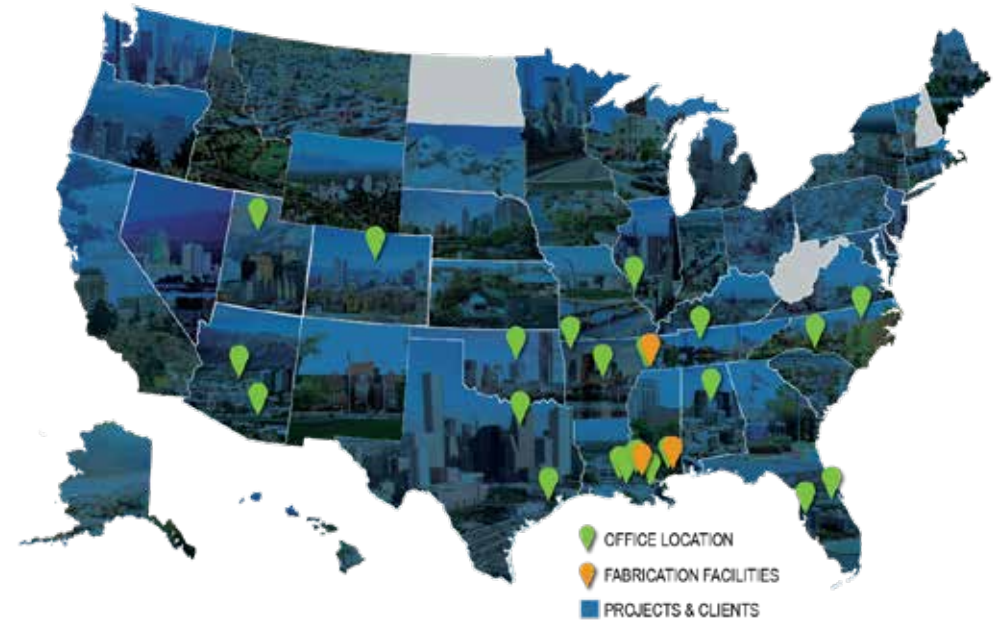 OFFICE LOCATION
FABRICATION FACILITIES
PROJECTS & CLIENTS